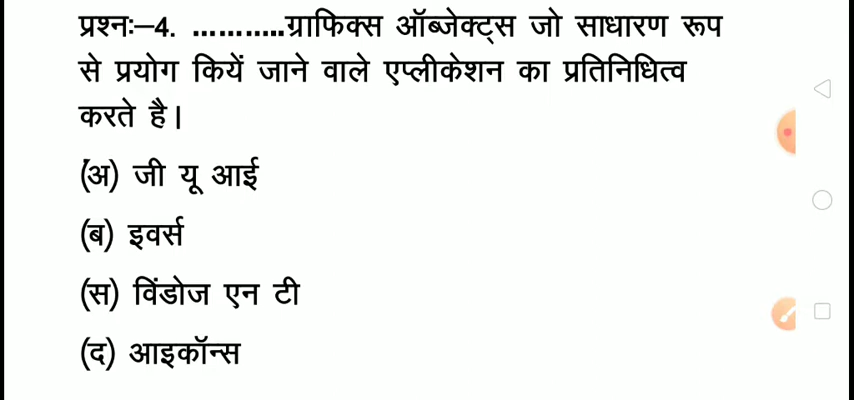 प्रश्नः–4. ...........ग्राफिक्स ऑब्जेक्ट्स जो साधारण रूप
से प्रयोग कियें जाने वाले एप्लीकेशन का प्रतिनिधित्व
करते है।
(अ) जी यू आई
(ब) ड्राइवर्स
(स) विंडोज एन टी
(द) आइकॉन्स